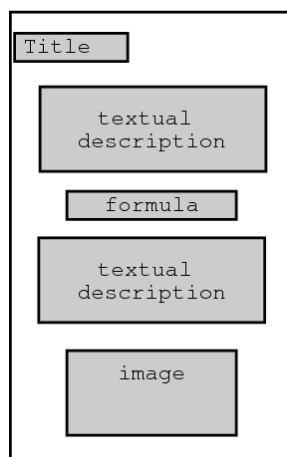 Title
textual
description
formula
textual
description
image